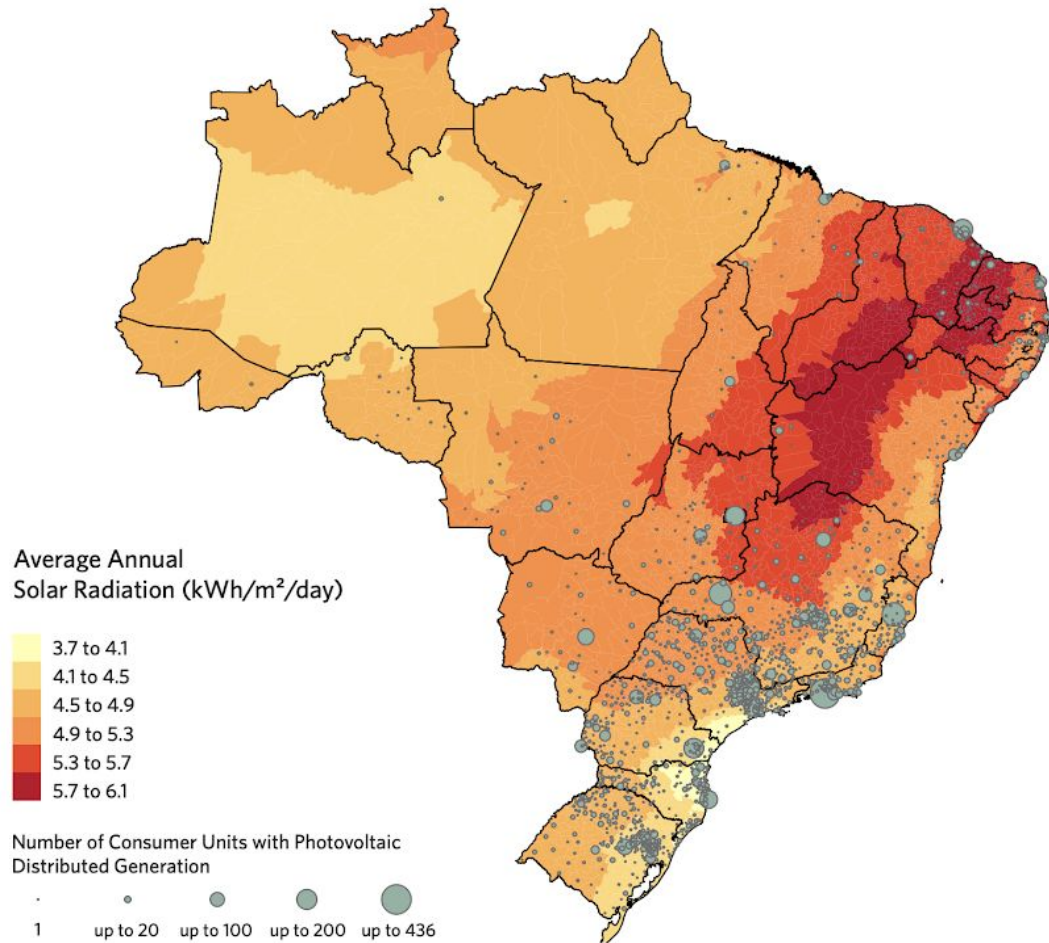 Average Annual
Solar Radiation (kWh/m²/day)
3.7 to 4.1
4.1 to 4.5
4.5 to 4.9
4.9 to 5.3
5.3 to 5.7
5.7 to 6.1
Number of Consumer Units with Photovoltaic
Distributed Generation
1 up to 20 up to 100 up to 200 up to 436